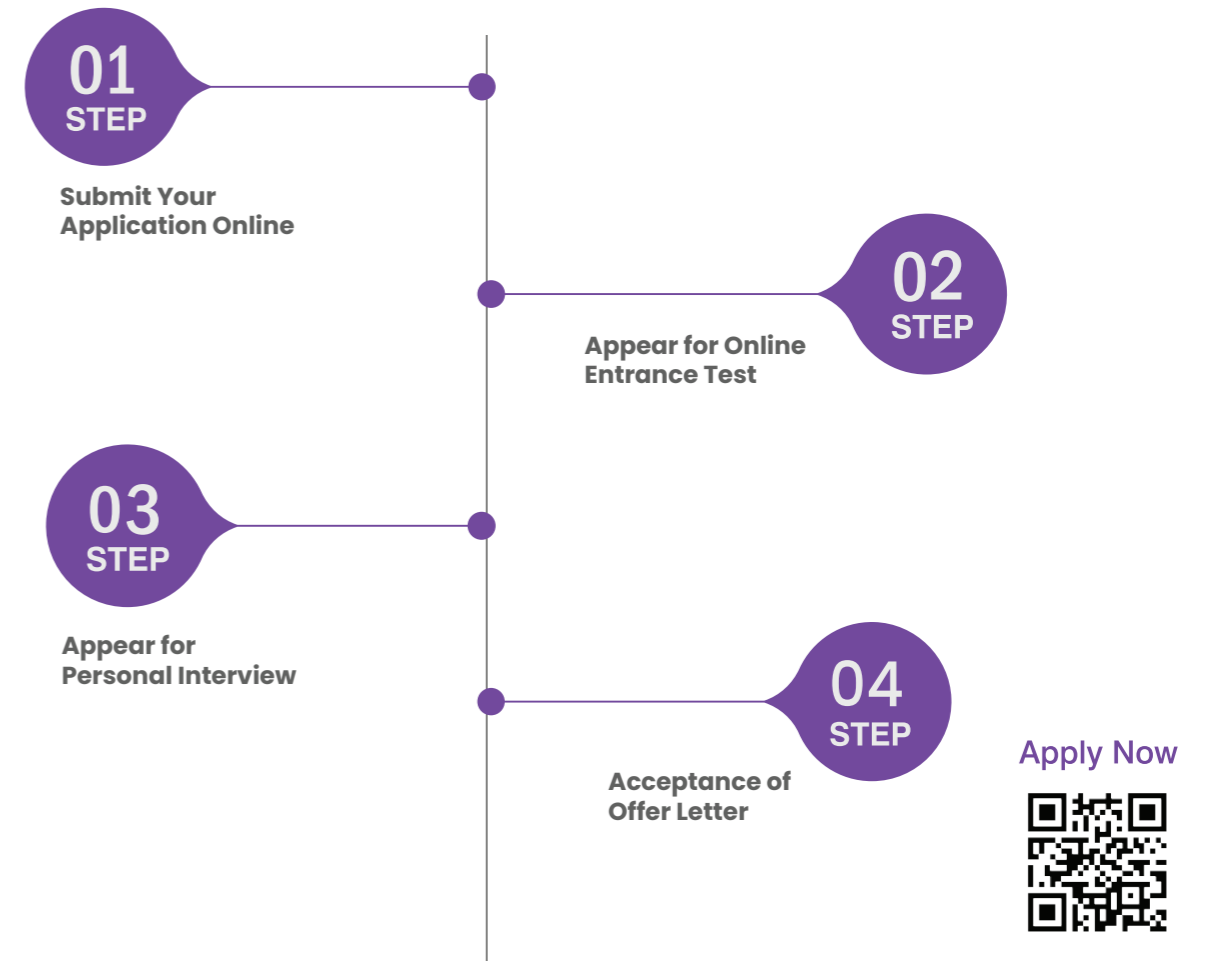 01
STEP
Submit Your
Application Online
02
STEP
Appear for Online
Entrance Test
03
STEP
Appear for
Personal Interview
04
STEP
Acceptance of
Offer Letter
Apply Now